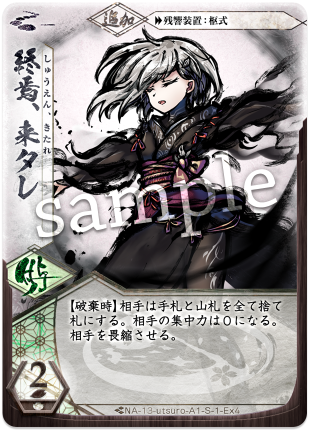 追加
▶残響装置:枢式
終焉、来タレ
しゅうえん、きたれ
sample
付与
【破棄時】相手は手札と山札を全て捨て
札にする。相手の集中力は0になる。
相手を畏縮させる。
2
NA-13-utsuro-A1-S-1-Ex4